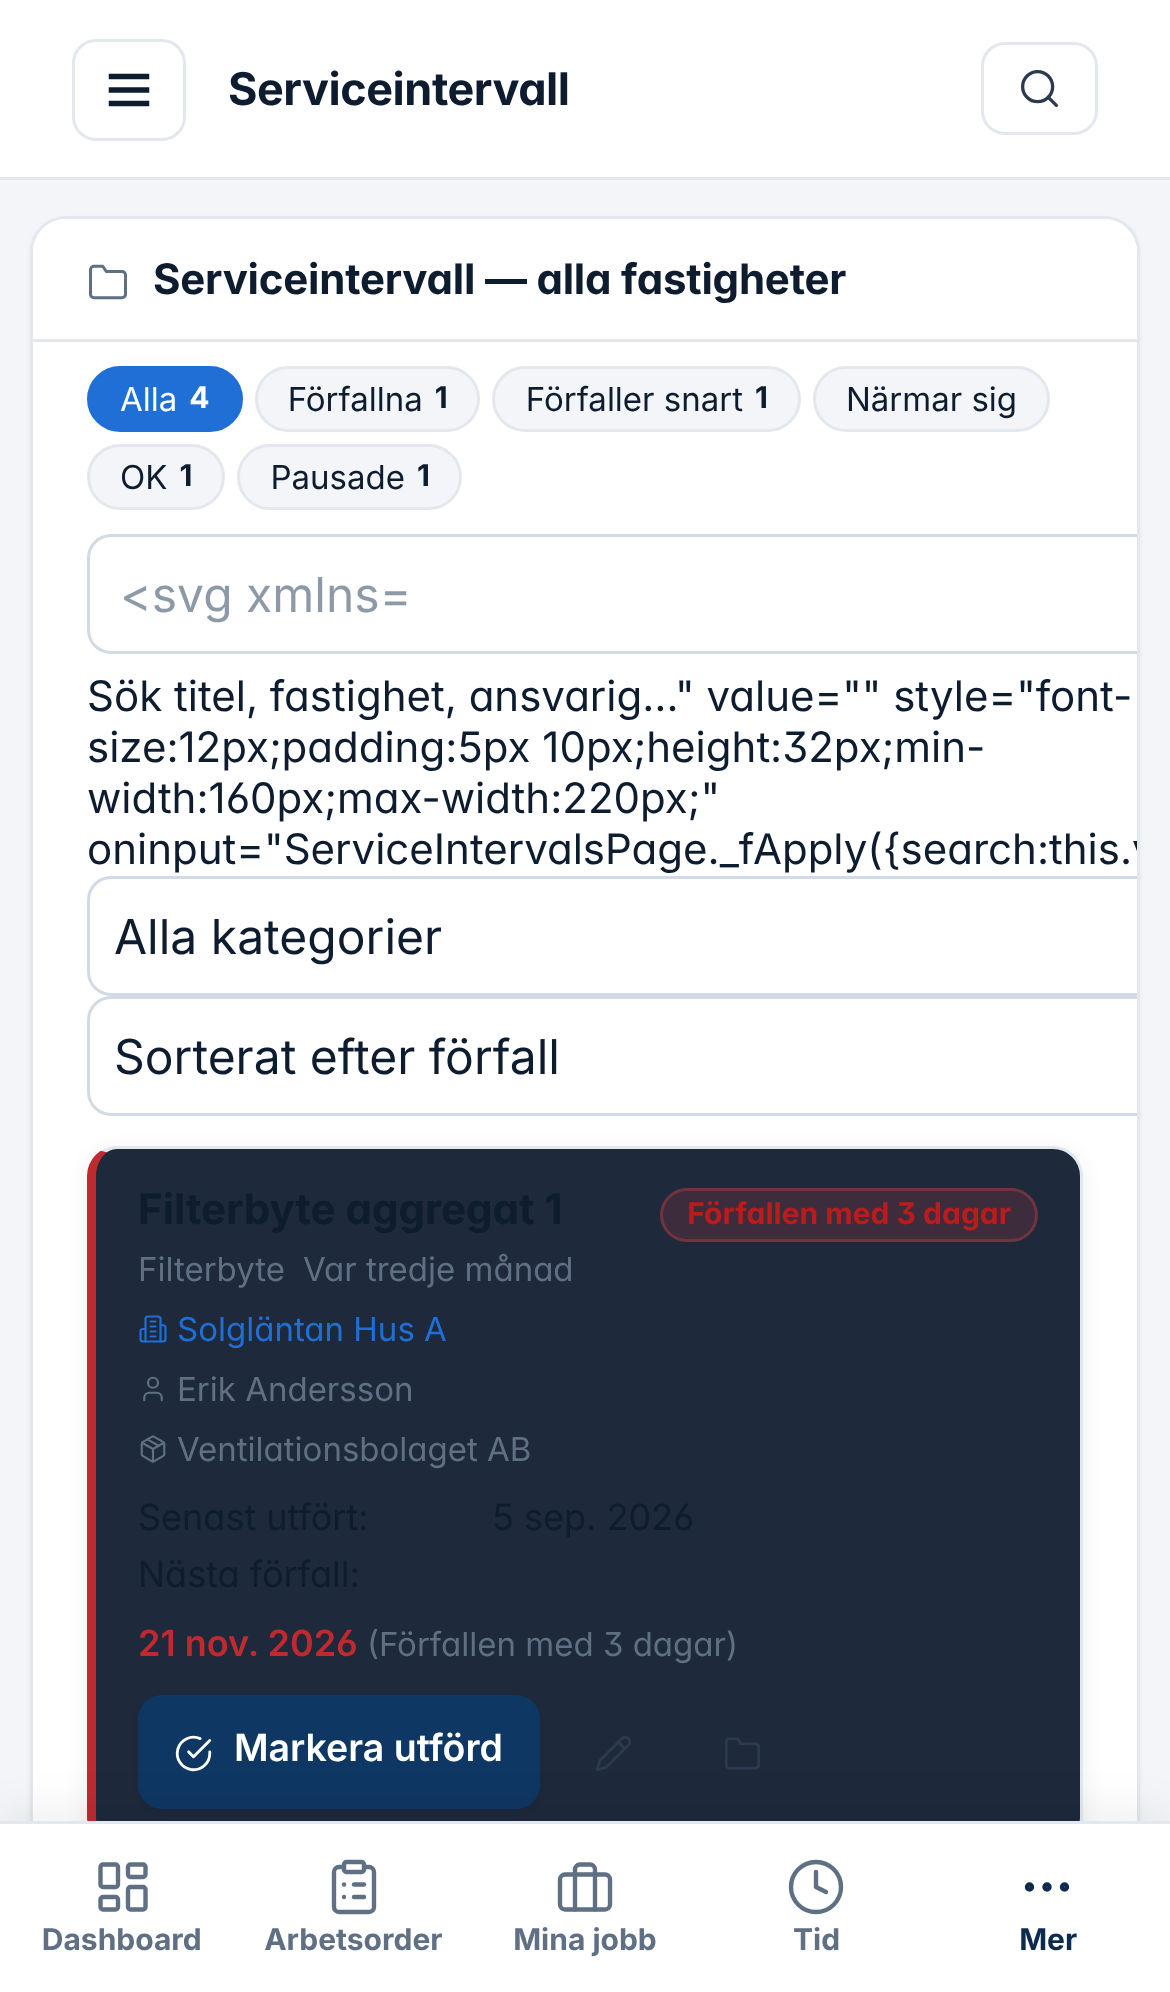 Serviceintervall
Serviceintervall — alla fastigheter
Alla 4 Förfallna 1 Förfaller snart 1 Närmar sig
OK 1 Pausade 1
<svg xmlns=
Sök titel, fastighet, ansvarig..." value="" style="font-
size:12px;padding:5px 10px;height:32px;min-
width:160px;max-width:220px;"
oninput="ServiceIntervalsPage._fApply({search:this.
Alla kategorier
Sorterat efter förfall
Filterbyte aggregat 1 Förfallen med 3 dagar
Filterbyte Var tredje månad
Solgläntan Hus A
Erik Andersson
Ventilationsbolaget AB
Senast utfört: 5 sep. 2026
Nästa förfall:
21 nov. 2026 (Förfallen med 3 dagar)
Markera utförd
Dashboard Arbetsorder Mina jobb Tid Mer